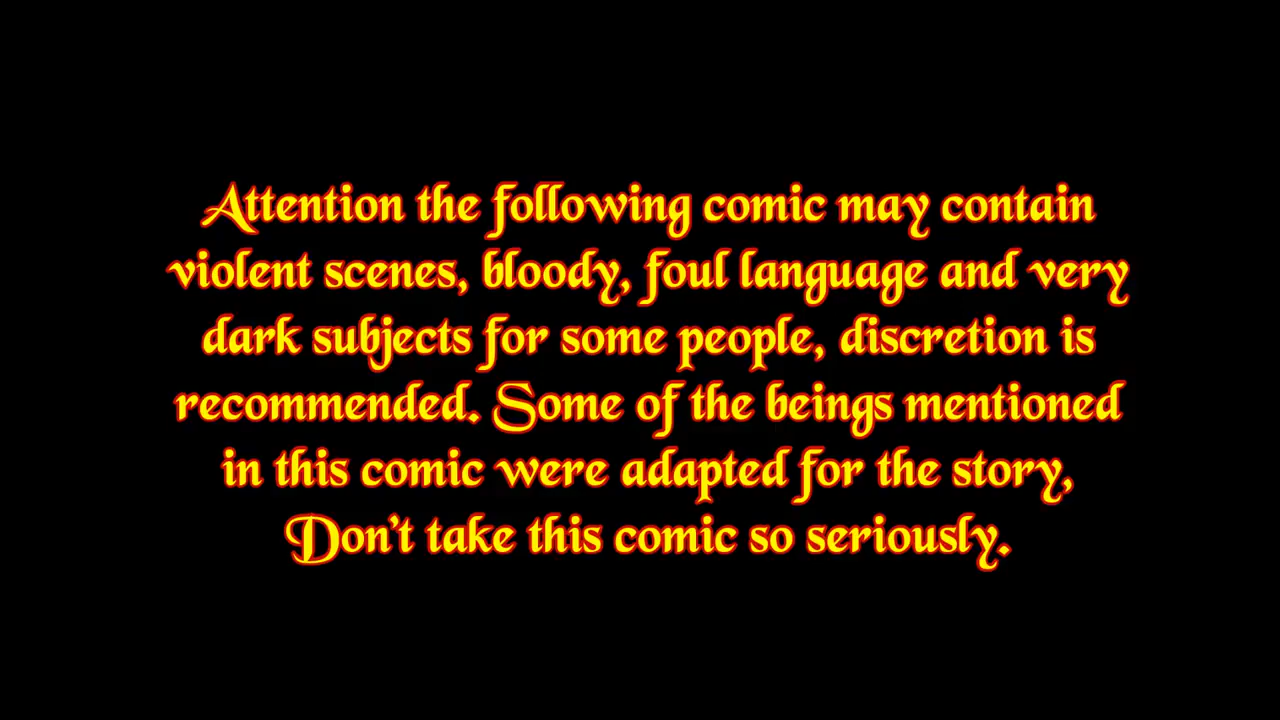 Attention the following comic may contain
violent scenes, bloody, foul language and very
dark subjects for some people, discretion is
recommended. Some of the beings mentioned
in this comic were adapted for the story,
Don't take this comic so seriously.